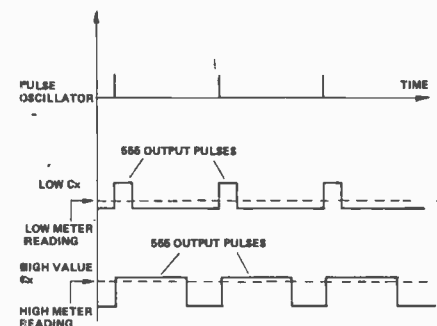 PULSE
OSCILLATOR
TIME
555 OUTPUT PULSES
LOW Cx
LOW METER
READING
555 OUTPUT PULSES
HIGH VALUE
Cx
HIGH METER
READING